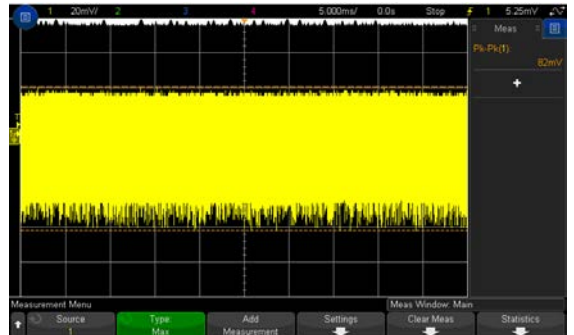 1 20mV/ 2 3 4 5.000ms/ 0.0s Stop 1 5.25mV
Meas
Pk-Pk(1):
82mV
+
T
Measurement Menu
Meas Window: Main
Source
1
Type:
Max
Add
Measurement
Settings
Clear Meas
Statistics